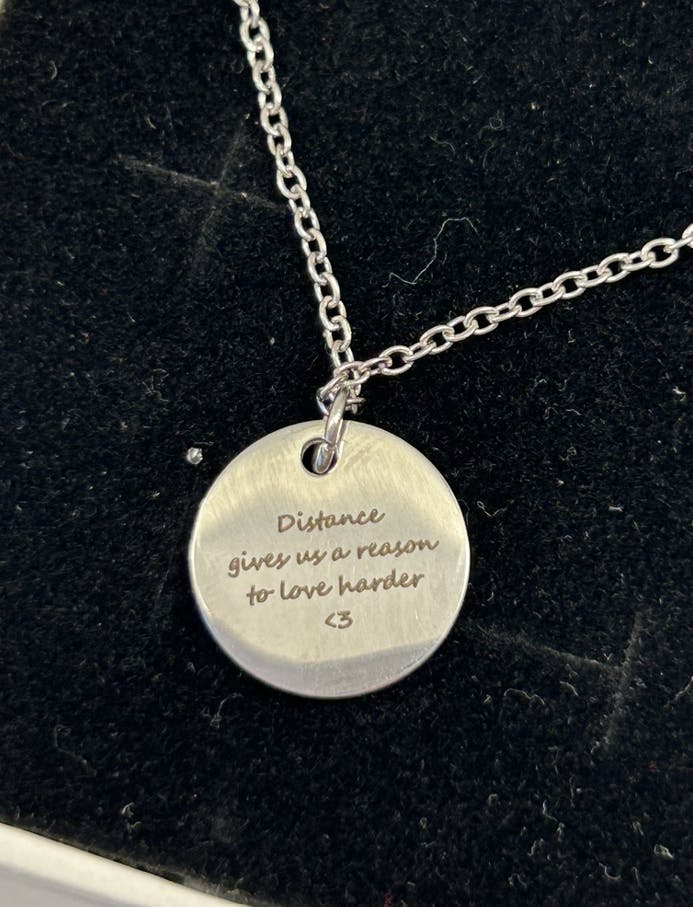 Distance
gives us a reason
to love harder
<3